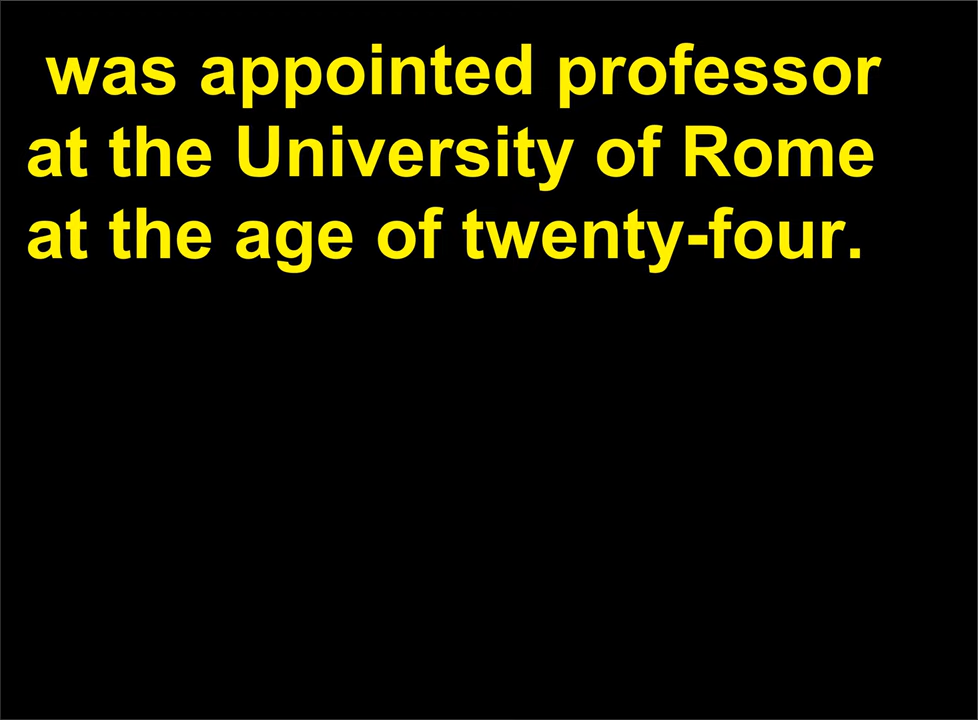 was appointed professor
at the University of Rome
at the age of twenty-four.